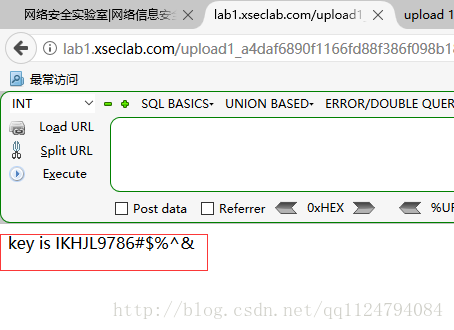 网络安全实验室|网络信息安
lab1.xseclab.com/upload1
upload 1
lab1.xseclab.com/upload1_a4daf6890f1166fd88f386f098b18
最常访问
INT
SQL BASICS
UNION BASED
ERROR/DOUBLE QUER
Load URL
Split URL
Execute
Post data
Referrer
0xHEX
%UR
key is IKHJL9786#$%^&
http://blog.csdn.net/qq1124794084